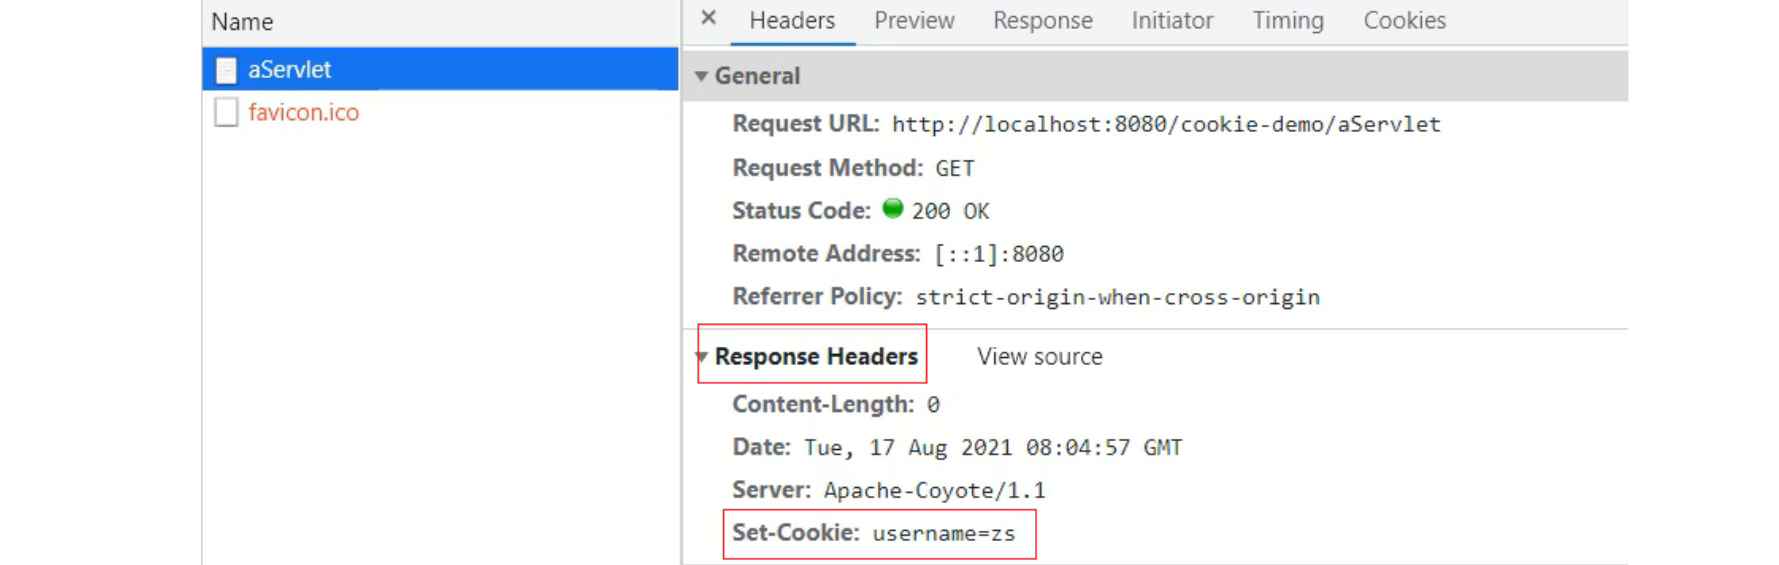 Name
aServlet
favicon.ico
× Headers Preview Response Initiator Timing Cookies
▼ General
Request URL: http://localhost:8080/cookie-demo/aServlet
Request Method: GET
Status Code: 200 OK
Remote Address: [::1]:8080
Referrer Policy: strict-origin-when-cross-origin
▼ Response Headers View source
Content-Length: 0
Date: Tue, 17 Aug 2021 08:04:57 GMT
Server: Apache-Coyote/1.1
Set-Cookie: username=zs